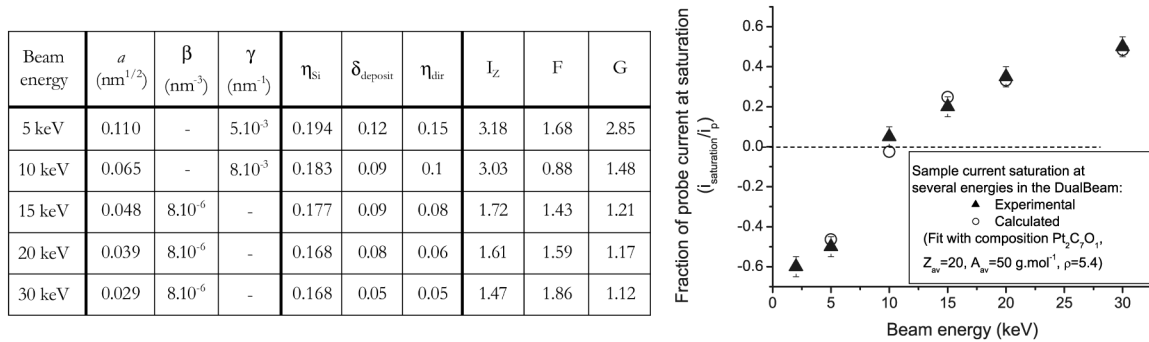 Beam energy a (nm^1/2) β (nm^-3) γ (nm^-1) η_Si δ_deposit η_dir I_Z F G
5 keV 0.110 - 5.10^-3 0.194 0.12 0.15 3.18 1.68 2.85
10 keV 0.065 - 8.10^-3 0.183 0.09 0.1 3.03 0.88 1.48
15 keV 0.048 8.10^-6 - 0.177 0.09 0.08 1.72 1.43 1.21
20 keV 0.039 8.10^-6 - 0.168 0.08 0.06 1.61 1.59 1.17
30 keV 0.029 8.10^-6 - 0.168 0.05 0.05 1.47 1.86 1.12
Fraction of probe current at saturation
(i_saturation/i_p)
0.6
0.4
0.2
0.0
-0.2
-0.4
-0.6
Sample current saturation at
several energies in the DualBeam:
▲ Experimental
○ Calculated
(Fit with composition Pt_2C_7O_1,
Z_av=20, A_av=50 g.mol^-1, ρ=5.4)
0 5 10 15 20 25 30
Beam energy (keV)